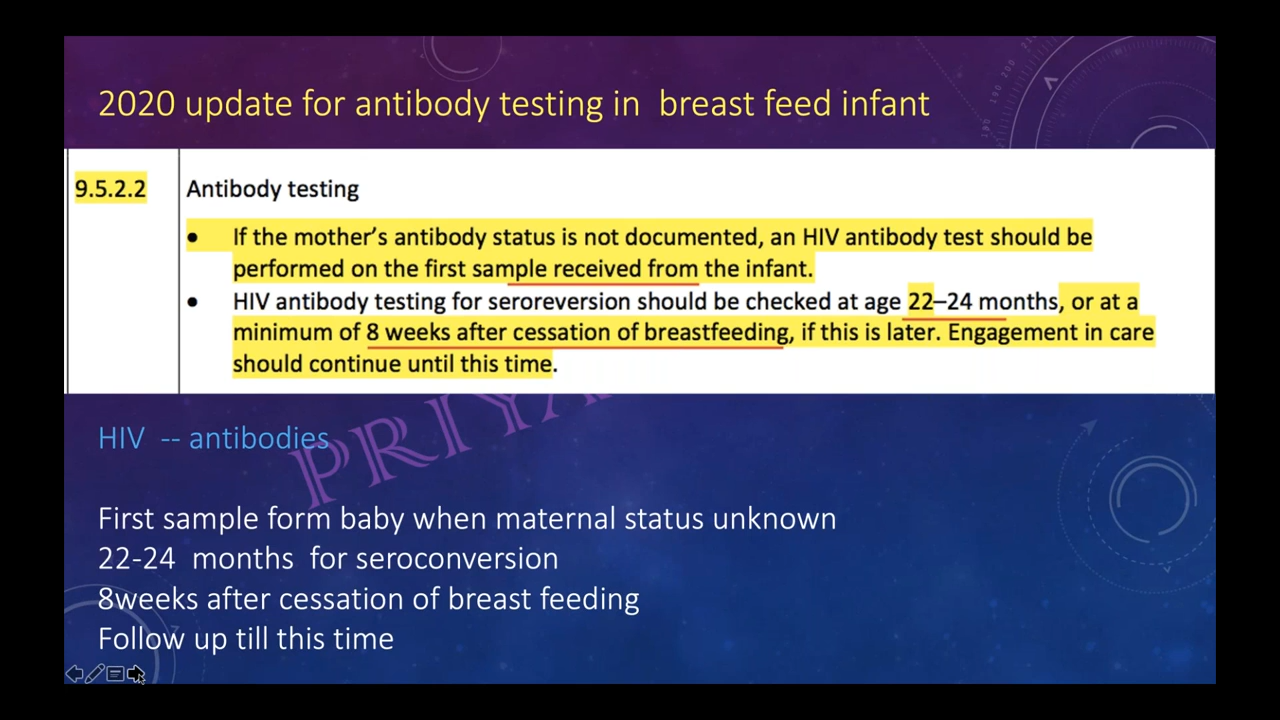 2020 update for antibody testing in  breast feed infant
9.5.2.2
Antibody testing
• If the mother’s antibody status is not documented, an HIV antibody test should be
performed on the first sample received from the infant.
• HIV antibody testing for seroreversion should be checked at age 22–24 months, or at a
minimum of 8 weeks after cessation of breastfeeding, if this is later. Engagement in care
should continue until this time.
HIV  -- antibodies
First sample form baby when maternal status unknown
22-24  months  for seroconversion
8weeks after cessation of breast feeding
Follow up till this time